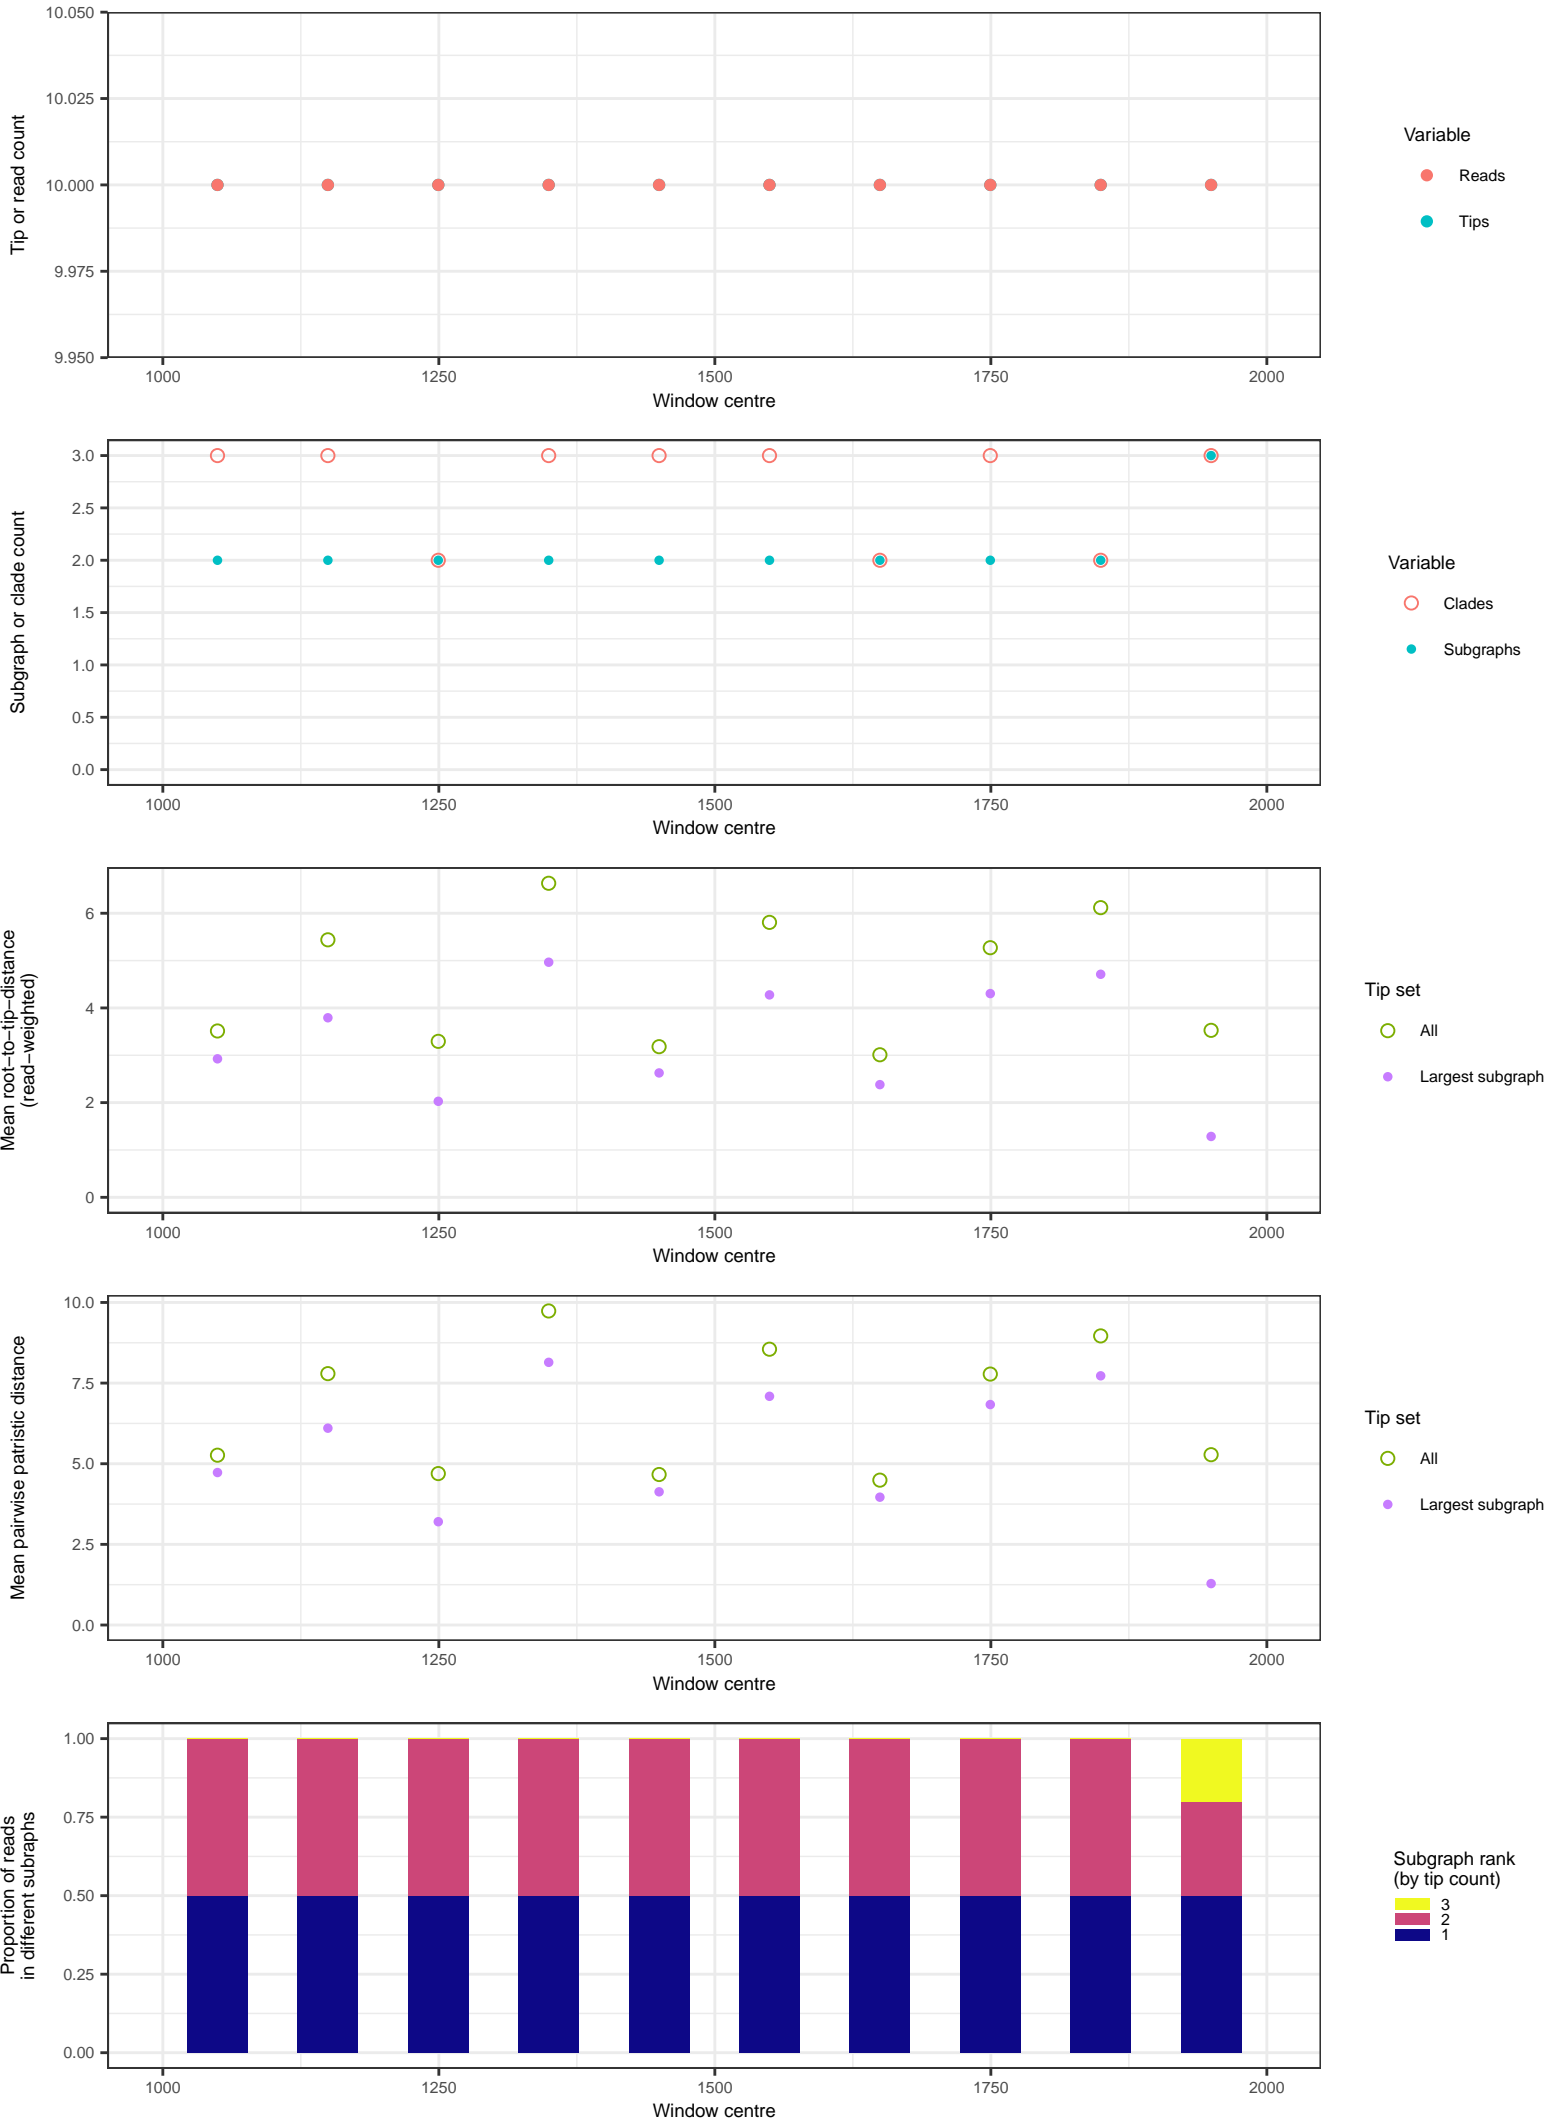 10.050
10.025
10.000
9.975
9.950
Tip or read count
1000 1250 1500 1750 2000
Window centre
Variable
Reads
Tips
3.0
2.5
2.0
1.5
1.0
0.5
0.0
Subgraph or clade count
1000 1250 1500 1750 2000
Window centre
Variable
Clades
Subgraphs
6
4
2
0
Mean root−to−tip−distance
(read−weighted)
1000 1250 1500 1750 2000
Window centre
Tip set
All
Largest subgraph
10.0
7.5
5.0
2.5
0.0
Mean pairwise patristic distance
1000 1250 1500 1750 2000
Window centre
Tip set
All
Largest subgraph
1.00
0.75
0.50
0.25
0.00
Proportion of reads
in different subraphs
1000 1250 1500 1750 2000
Window centre
Subgraph rank
(by tip count)
3
2
1